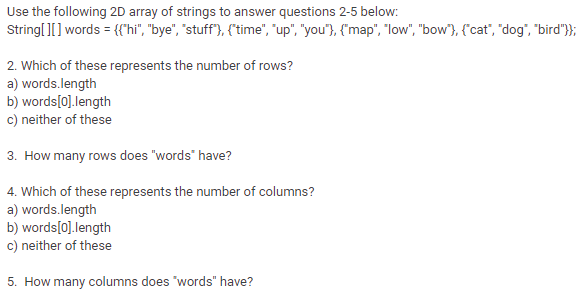 Use the following 2D array of strings to answer questions 2-5 below:
String[ ][ ] words = {{"hi", "bye", "stuff"}, {"time", "up", "you"}, {"map", "low", "bow"}, {"cat", "dog", "bird"}};
2. Which of these represents the number of rows?
a) words.length
b) words[0].length
c) neither of these
3. How many rows does "words" have?
4. Which of these represents the number of columns?
a) words.length
b) words[0].length
c) neither of these
5. How many columns does "words" have?